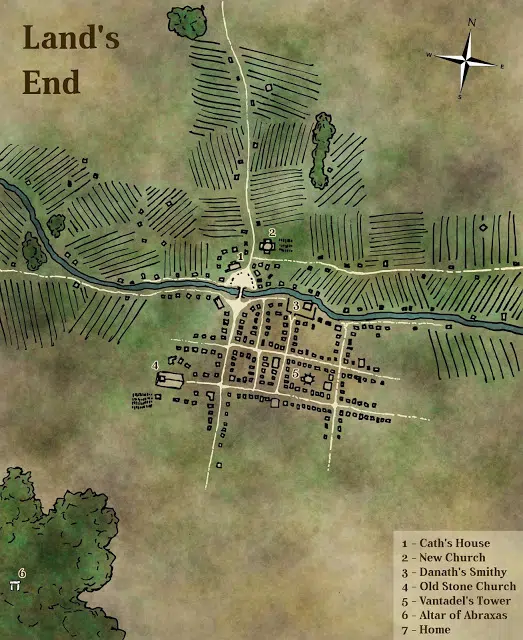 Land's
End
N
W
E
S
2
1
3
4
5
6
1 - Cath's House
2 - New Church
3 - Danath's Smithy
4 - Old Stone Church
5 - Vantadel's Tower
6 - Altar of Abraxas
7 - Home